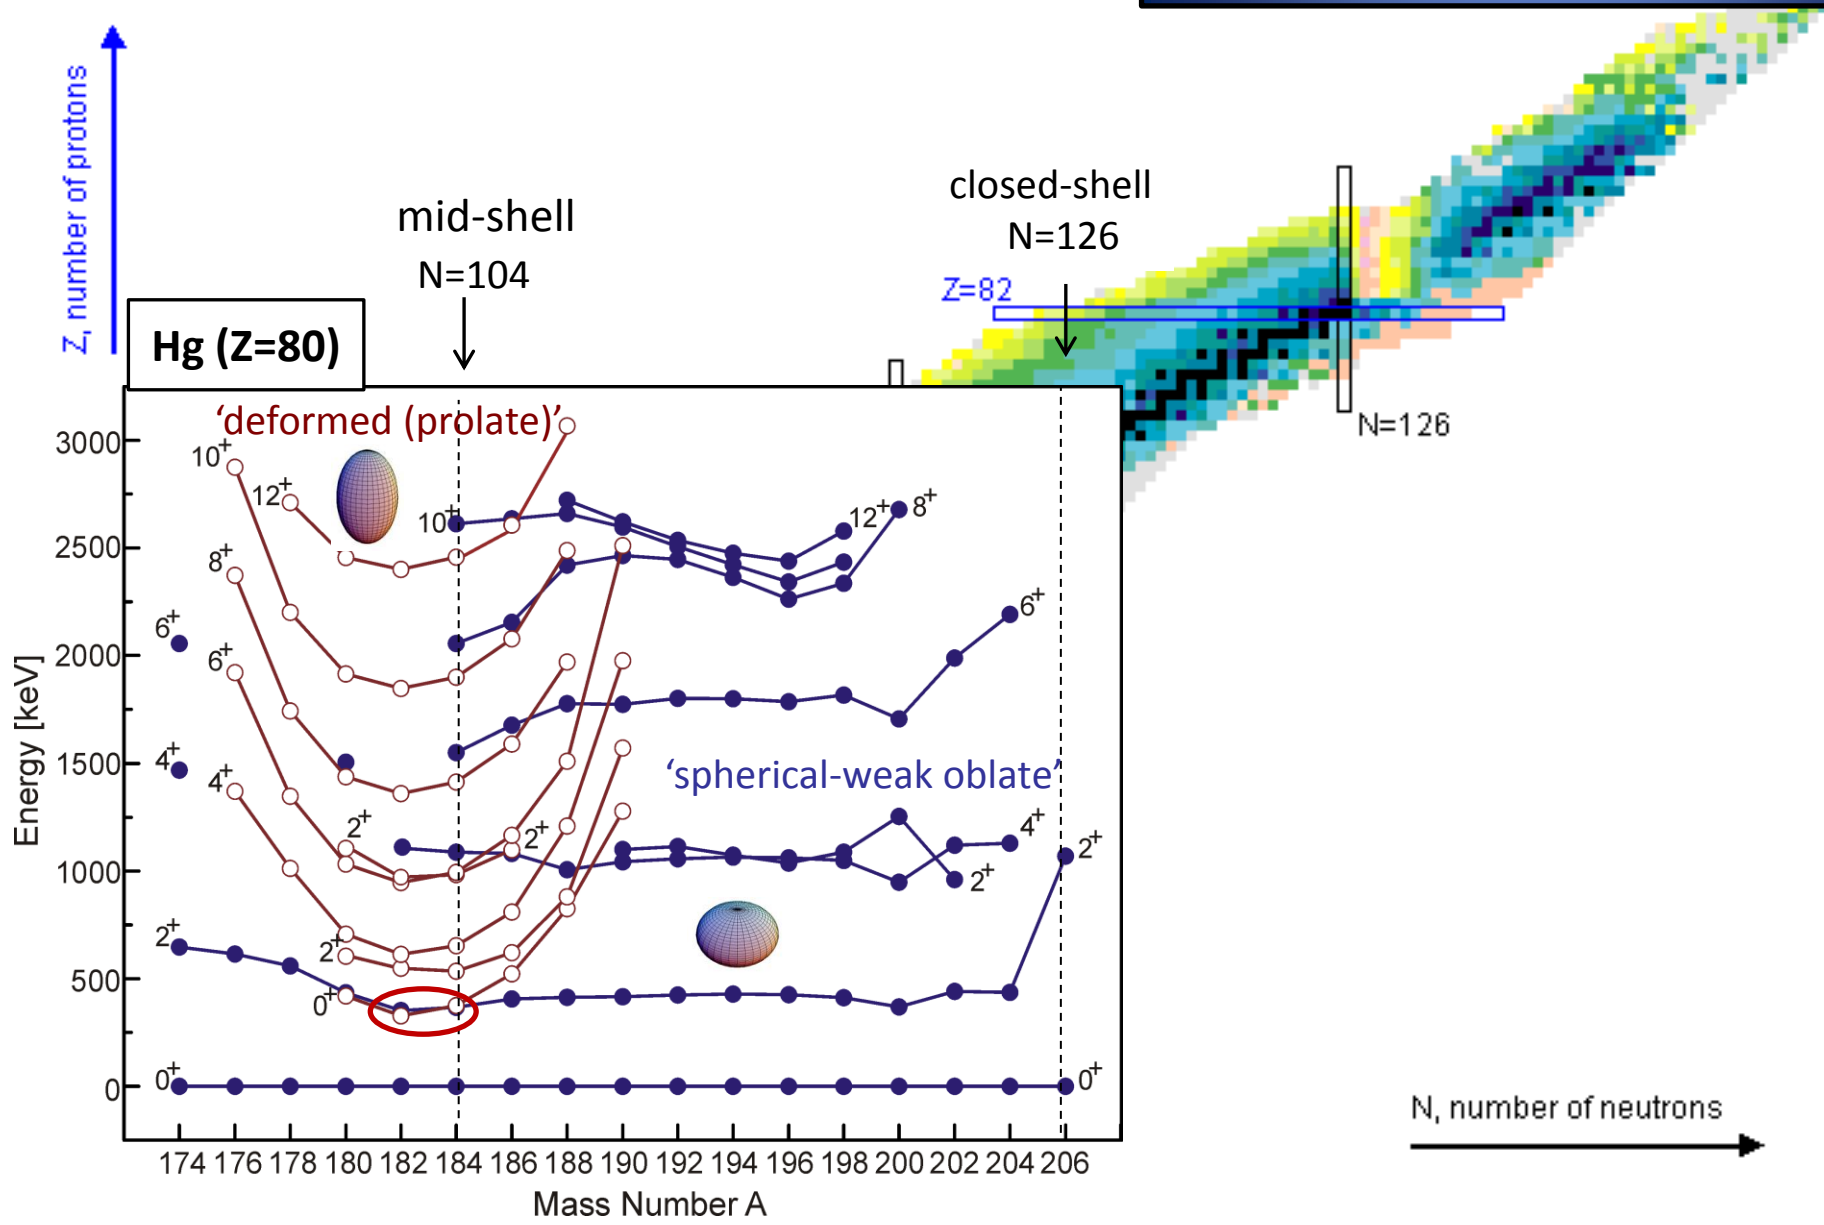 Z, number of protons
mid-shell
N=104
closed-shell
N=126
Z=82
Hg (Z=80)
N=126
‘deformed (prolate)’
‘spherical-weak oblate’
10+
12+
10+
12+
8+
8+
6+
6+
6+
4+
4+
2+
2+
4+
2+
2+
2+
2+
0+
0+
0+
3000
2500
2000
1500
1000
500
0
Energy [keV]
174 176 178 180 182 184 186 188 190 192 194 196 198 200 202 204 206
Mass Number A
N, number of neutrons